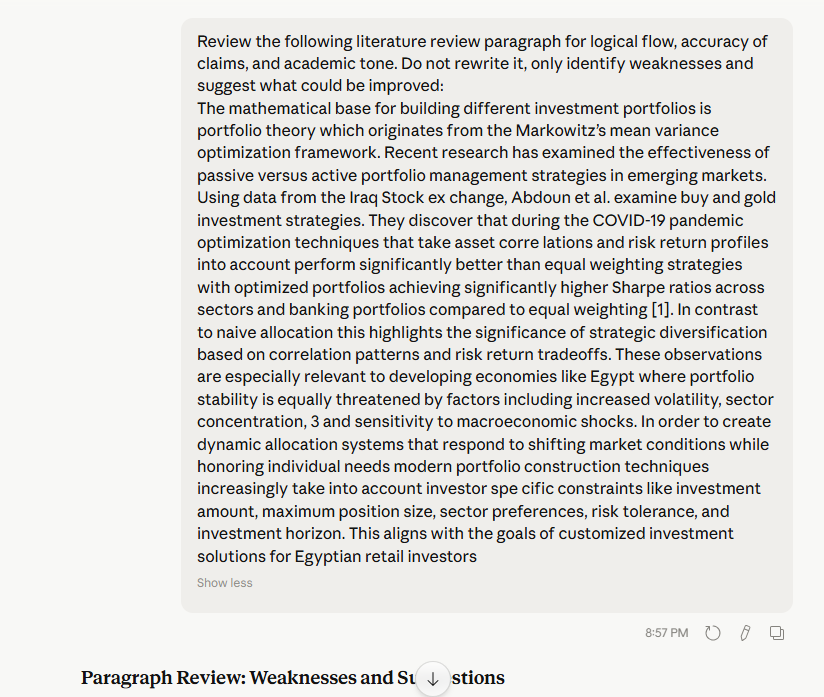 Review the following literature review paragraph for logical flow, accuracy of
claims, and academic tone. Do not rewrite it, only identify weaknesses and
suggest what could be improved:
The mathematical base for building different investment portfolios is
portfolio theory which originates from the Markowitz’s mean variance
optimization framework. Recent research has examined the effectiveness of
passive versus active portfolio management strategies in emerging markets.
Using data from the Iraq Stock ex change, Abdoun et al. examine buy and gold
investment strategies. They discover that during the COVID-19 pandemic
optimization techniques that take asset corre lations and risk return profiles
into account perform significantly better than equal weighting strategies
with optimized portfolios achieving significantly higher Sharpe ratios across
sectors and banking portfolios compared to equal weighting [1]. In contrast
to naive allocation this highlights the significance of strategic diversification
based on correlation patterns and risk return tradeoffs. These observations
are especially relevant to developing economies like Egypt where portfolio
stability is equally threatened by factors including increased volatility, sector
concentration, 3 and sensitivity to macroeconomic shocks. In order to create
dynamic allocation systems that respond to shifting market conditions while
honoring individual needs modern portfolio construction techniques
increasingly take into account investor spe cific constraints like investment
amount, maximum position size, sector preferences, risk tolerance, and
investment horizon. This aligns with the goals of customized investment
solutions for Egyptian retail investors
Show less
8:57 PM
Paragraph Review: Weaknesses and Su stions